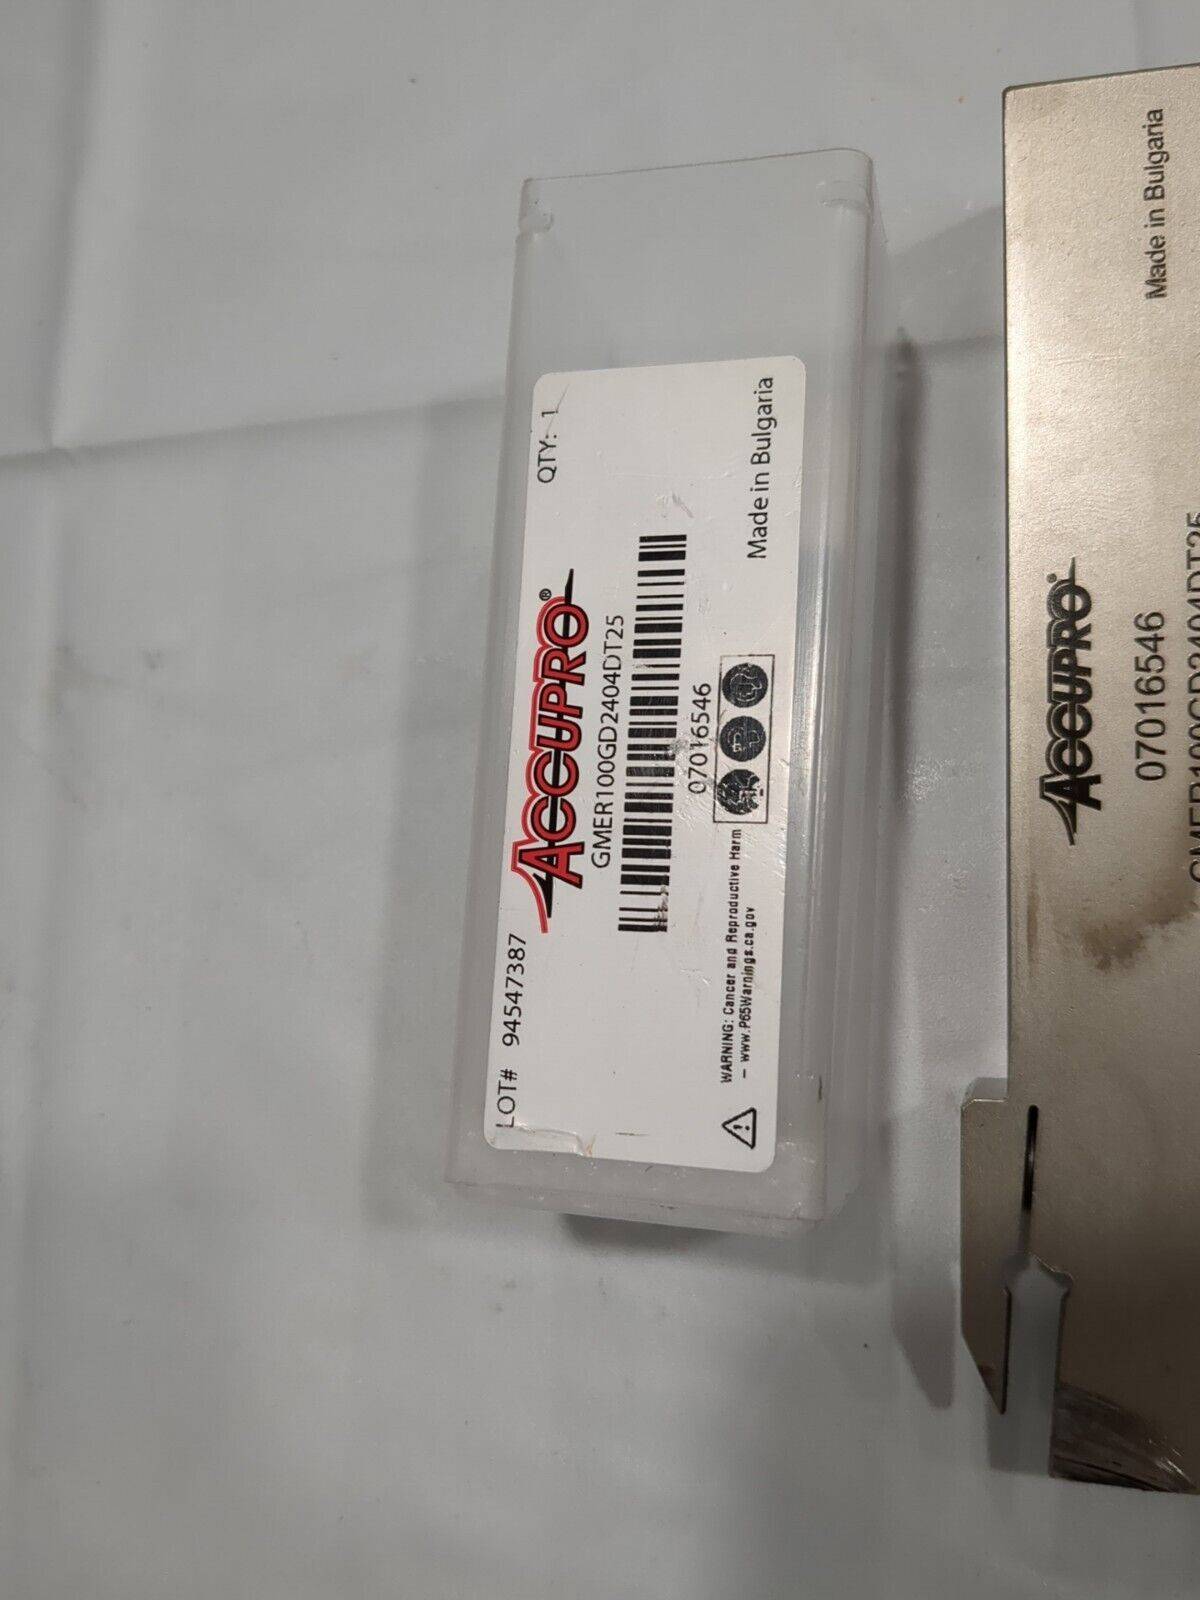 LOT# 94547387
QTY: 1
ACCUPRO®
GMER100GD2404DT25
07016546
WARNING: Cancer and Reproductive Harm
– www.P65Warnings.ca.gov
Made in Bulgaria
Made in Bulgaria
ACCUPRO®
07016546
GMER100GD2404DT25